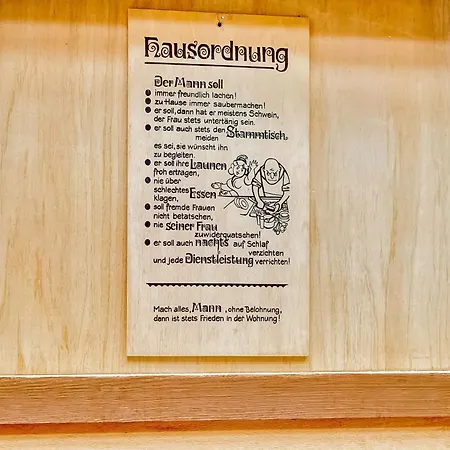 Hausordnung
Der Mann soll
immer freundlich lachen!
zu Hause immer saubermachen!
er soll, dann hat er meistens Schwein,
der Frau stets untertänig sein.
er soll auch stets den Stammtisch
meiden
es sei, sie wünscht ihn
zu begleiten.
er soll ihre Launen
froh ertragen,
nie über
schlechtes Essen
klagen,
soll fremde Frauen
nicht betatschen,
nie seiner Frau
zuwiderquatschen!
er soll auch nachts auf Schlaf
verzichten
und jede Dienstleistung verrichten!
Mach alles, Mann, ohne Belohnung,
dann ist stets Frieden in der Wohnung!